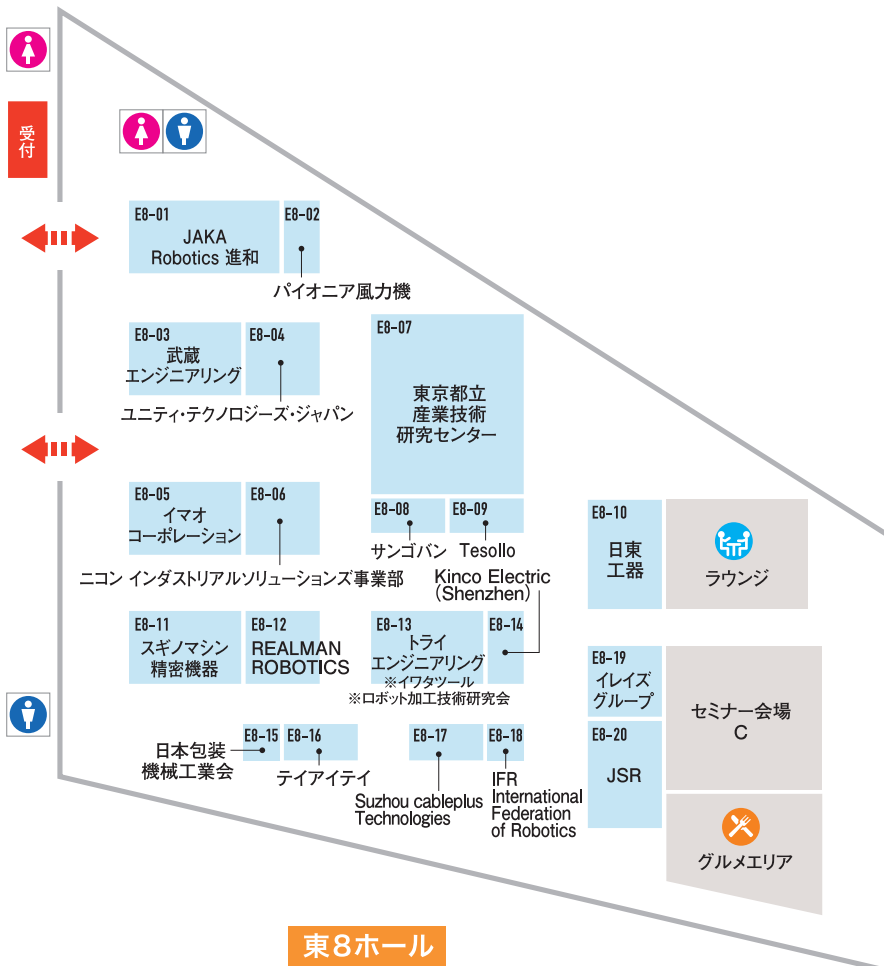 受付
E8-01
JAKA
Robotics 進和
E8-02
パイオニア風力機
E8-03
武蔵
エンジニアリング
E8-04
ユニティ・テクノロジーズ・ジャパン
E8-07
東京都立
産業技術
研究センター
E8-05
イマオ
コーポレーション
E8-06
ニコン インダストリアルソリューションズ事業部
E8-08
サンゴバン
E8-09
Tesollo
E8-10
日東
工器
ラウンジ
E8-11
スギノマシン
精密機器
E8-12
REALMAN
ROBOTICS
E8-13
トライ
エンジニアリング
※イワタツール
※ロボット加工技術研究会
Kinco Electric
(Shenzhen)
E8-14
E8-15
日本包装
機械工業会
E8-16
テイアイテイ
E8-17
Suzhou cableplus
Technologies
E8-18
IFR
International
Federation
of Robotics
E8-19
イレイズ
グループ
E8-20
JSR
セミナー会場
C
グルメエリア
東8ホール